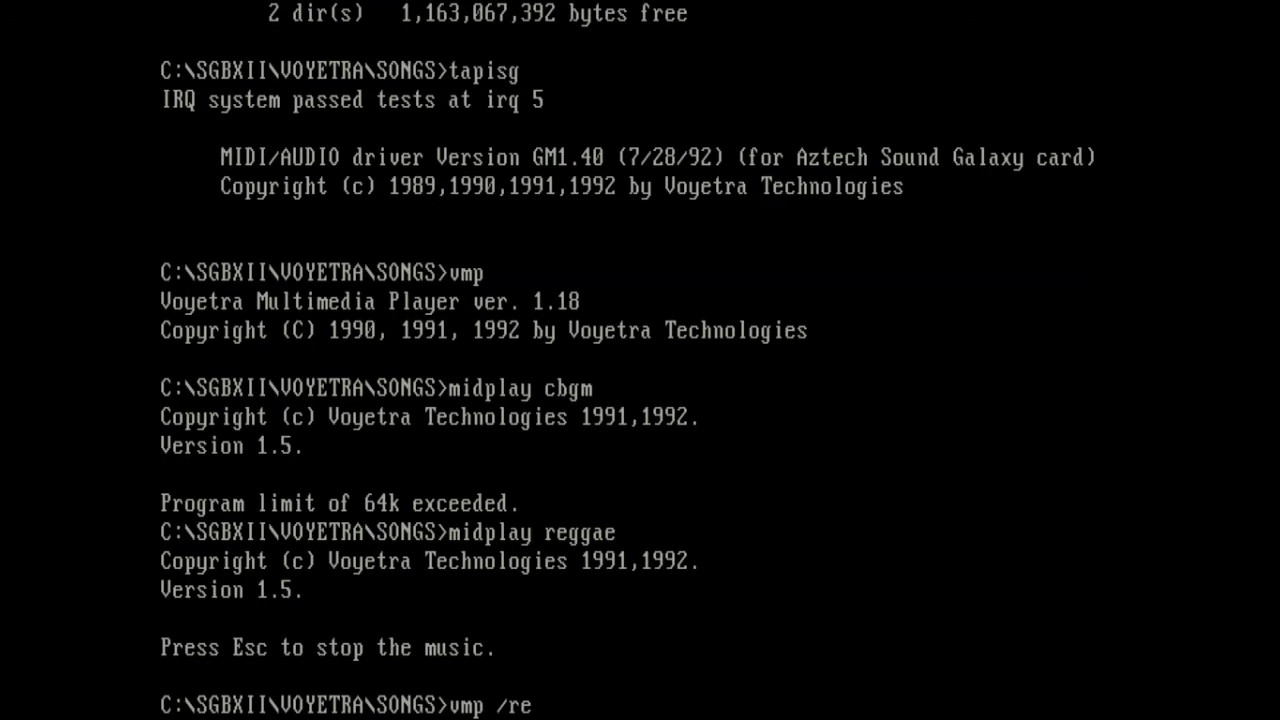 2 dir(s)   1,163,067,392 bytes free
C:\SGBXII\VOYETRA\SONGS>tapisg
IRQ system passed tests at irq 5
MIDI/AUDIO driver Version GM1.40 (7/28/92) (for Aztech Sound Galaxy card)
Copyright (c) 1989,1990,1991,1992 by Voyetra Technologies
C:\SGBXII\VOYETRA\SONGS>vmp
Voyetra Multimedia Player ver. 1.18
Copyright (C) 1990, 1991, 1992 by Voyetra Technologies
C:\SGBXII\VOYETRA\SONGS>midplay cbgm
Copyright (c) Voyetra Technologies 1991,1992.
Version 1.5.
Program limit of 64k exceeded.
C:\SGBXII\VOYETRA\SONGS>midplay reggae
Copyright (c) Voyetra Technologies 1991,1992.
Version 1.5.
Press Esc to stop the music.
C:\SGBXII\VOYETRA\SONGS>vmp /re